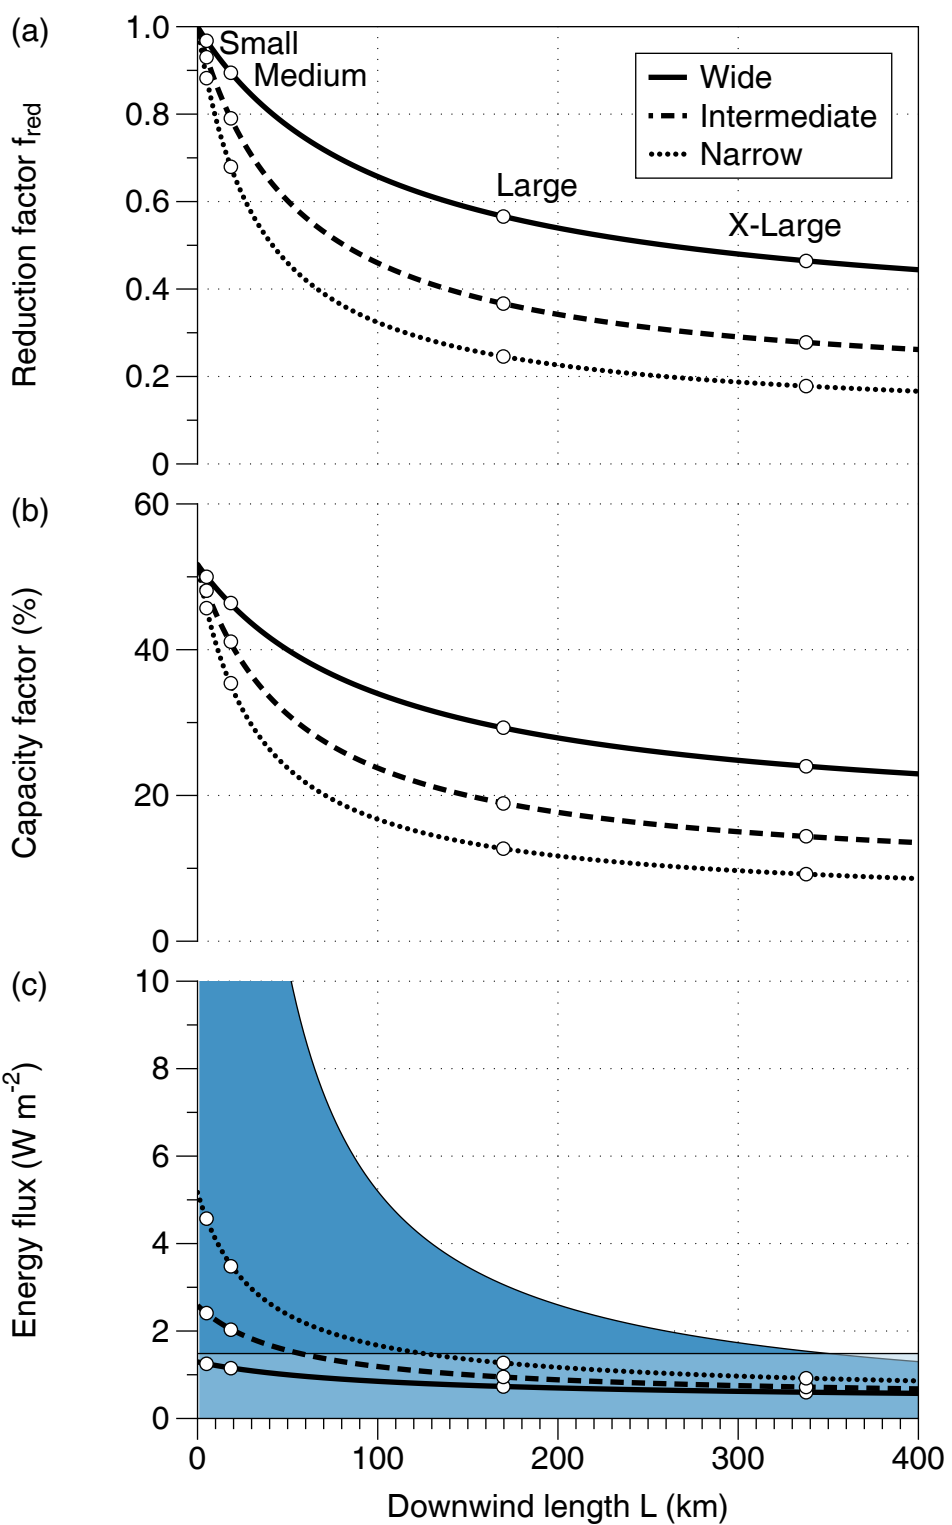 (a)
1.0
0.8
0.6
0.4
0.2
0
Reduction factor f_red
Small
Medium
Large
X-Large
Wide
Intermediate
Narrow
(b)
60
40
20
0
Capacity factor (%)
(c)
10
8
6
4
2
0
Energy flux (W m⁻²)
0 100 200 300 400
Downwind length L (km)